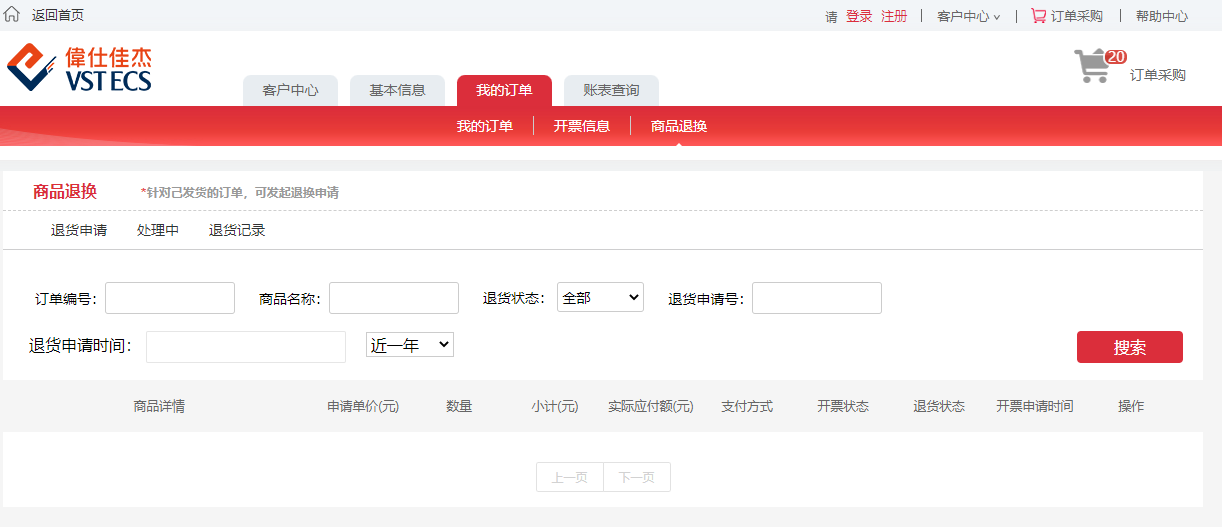 返回首页
请 登录 注册 | 客户中心 | 订单采购 | 帮助中心
偉仕佳杰
VSTECS
20
订单采购
客户中心 基本信息 我的订单 账表查询
我的订单 | 开票信息 | 商品退换
商品退换 *针对已发货的订单，可发起退换申请
退货申请 处理中 退货记录
订单编号： 商品名称： 退货状态： 全部 退货申请号：
退货申请时间： 近一年 搜索
商品详情 申请单价(元) 数量 小计(元) 实际应付额(元) 支付方式 开票状态 退货状态 开票申请时间 操作
上一页 下一页